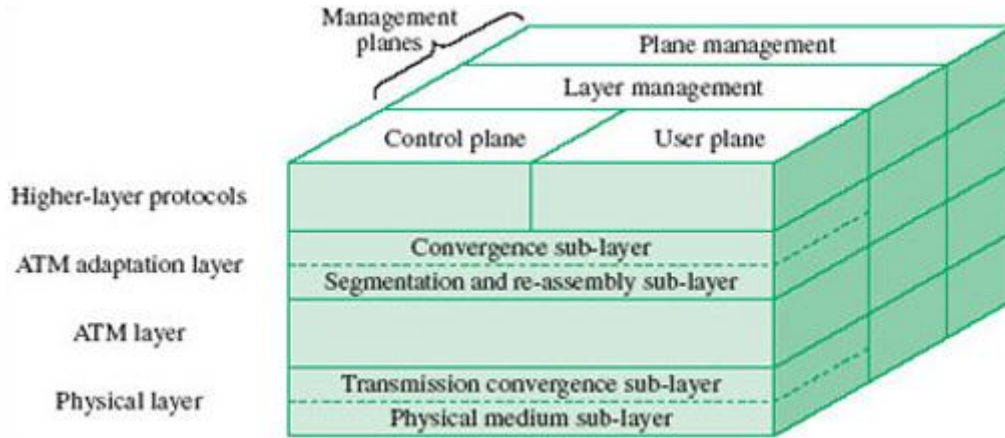 Management
planes
Plane management
Layer management
Control plane
User plane
Higher-layer protocols
Convergence sub-layer
ATM adaptation layer
Segmentation and re-assembly sub-layer
ATM layer
Transmission convergence sub-layer
Physical layer
Physical medium sub-layer